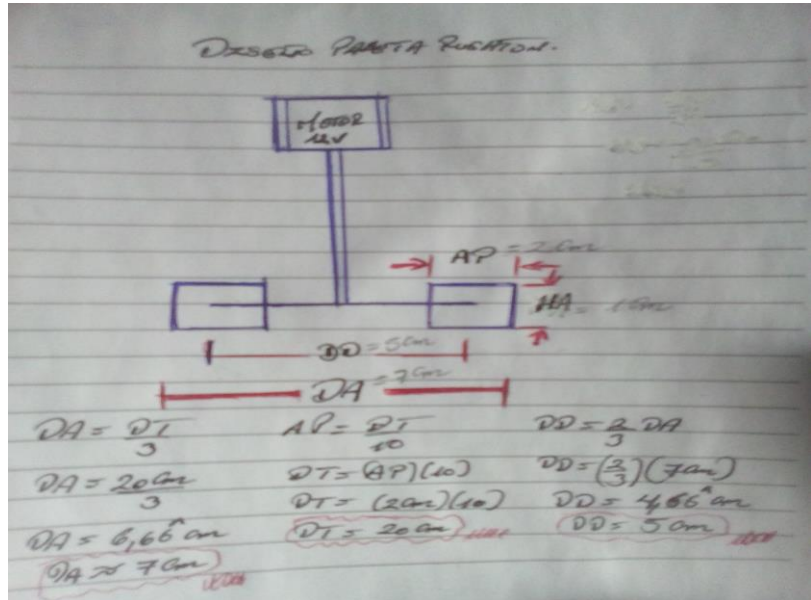 DISEÑO PALETA RUSHTON.
MOTOR
12V
AP = 2 cm
HA = 1 cm
DD = 5 cm
DA = 7 cm
DA = DT/3
AP = DT/10
DD = 2/3 DA
DA = 20 cm/3
DT = (AP)(10)
DD = (2/3)(7 cm)
DT = (2 cm)(10)
DD = 4,66^ cm
DA = 6,66^ cm
DT = 20 cm
DD = 5 cm
DA ≈ 7 cm